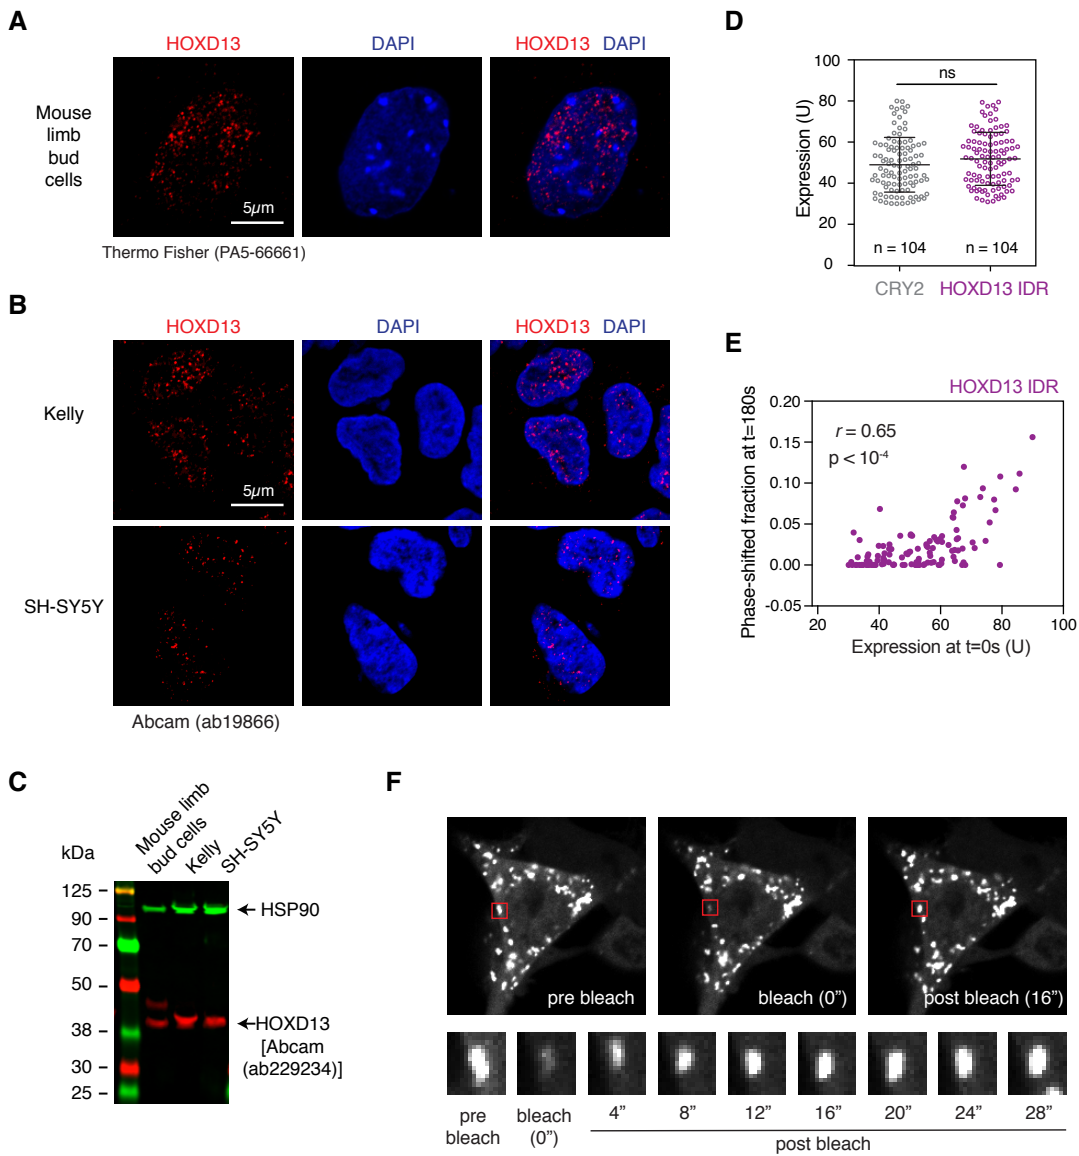 A
HOXD13
DAPI
HOXD13 DAPI
Mouse
limb
bud
cells
5µm
Thermo Fisher (PA5-66661)
B
HOXD13
DAPI
HOXD13 DAPI
Kelly
5µm
SH-SY5Y
Abcam (ab19866)
C
kDa
Mouse limb
bud cells
Kelly
SH-SY5Y
125
90
70
50
38
30
25
HSP90
HOXD13
[Abcam
(ab229234)]
D
Expression (U)
100
80
60
40
20
0
ns
n = 104
n = 104
CRY2
HOXD13 IDR
E
HOXD13 IDR
Phase-shifted fraction at t=180s
0.20
0.15
0.10
0.05
0.00
-0.05
r = 0.65
p < 10-4
20
40
60
80
100
Expression at t=0s (U)
F
pre bleach
bleach (0”)
post bleach (16”)
pre
bleach
bleach
(0”)
4”
8”
12”
16”
20”
24”
28”
post bleach